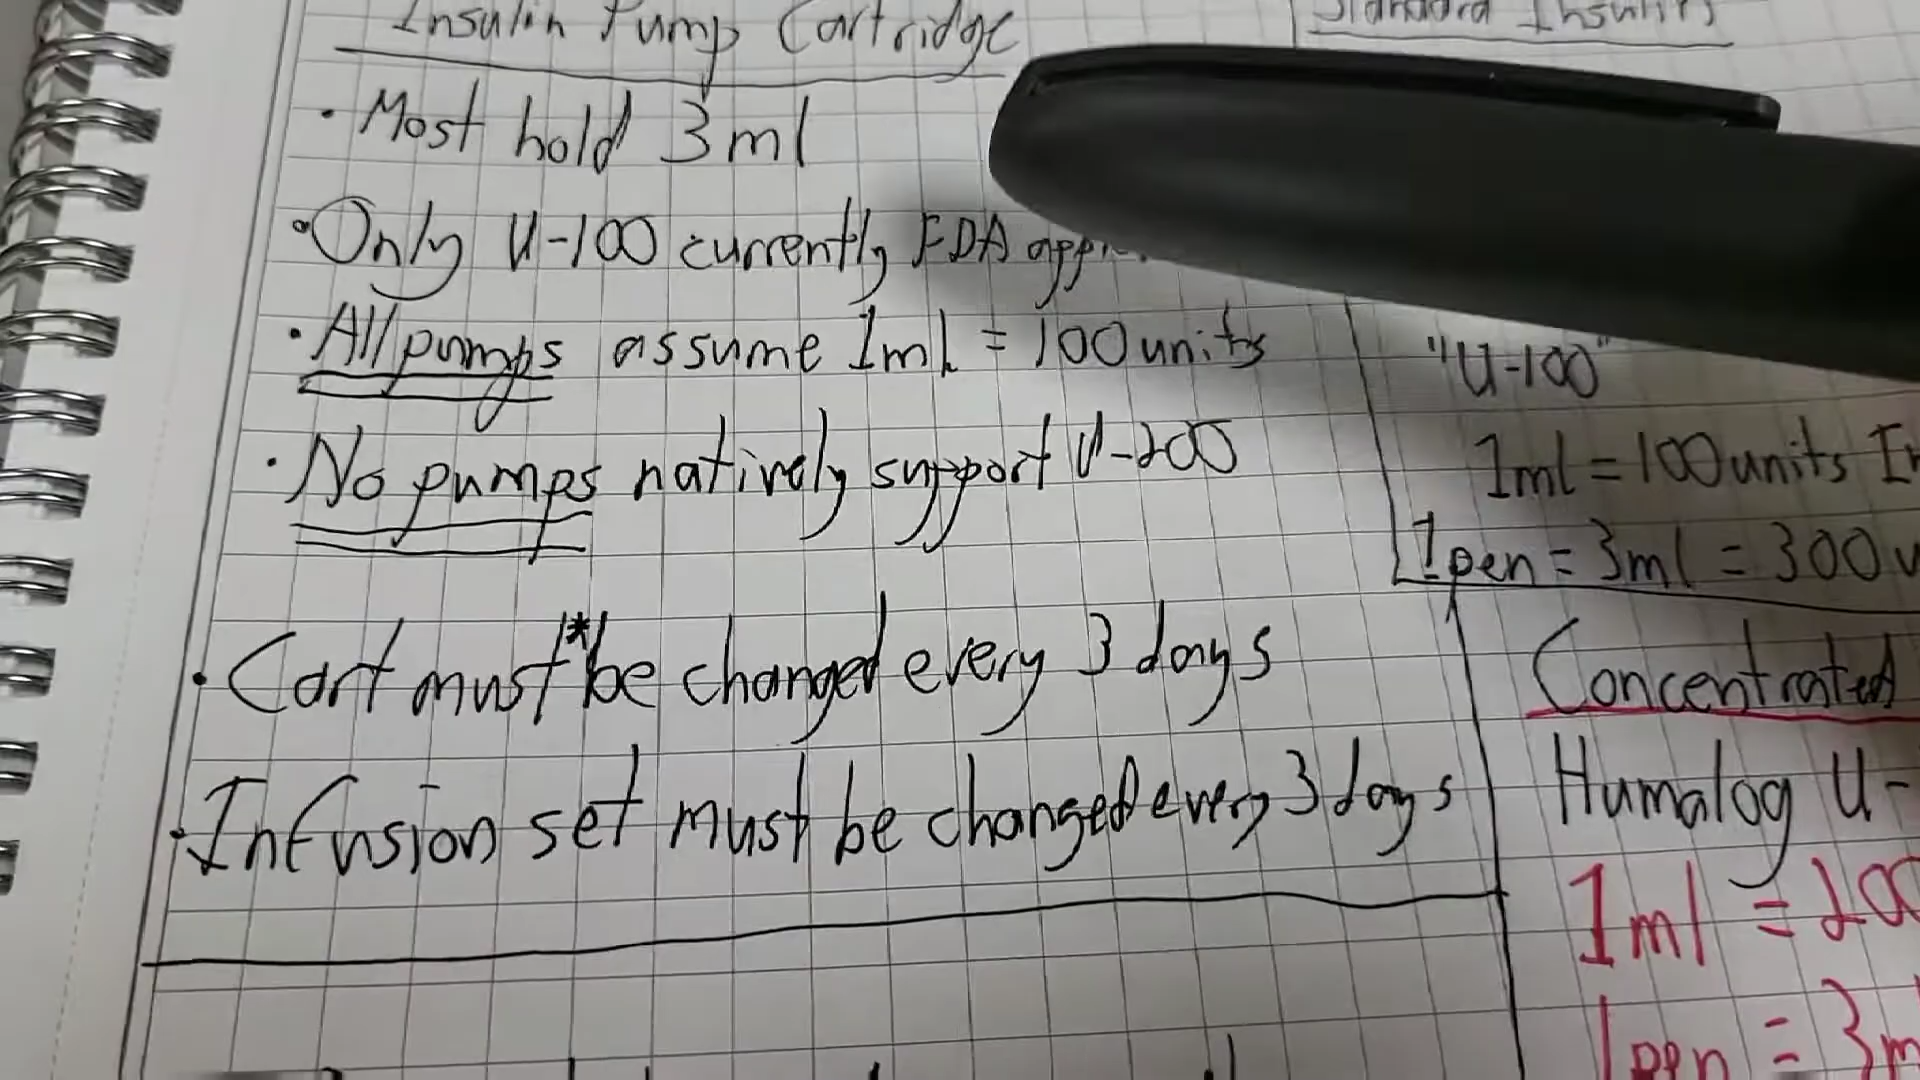 Insulin Pump Cartridge
· Most hold 3ml
· Only U-100 currently FDA
· All pumps assume 1ml = 100 units
· No pumps natively support U-200
· Cart must* be changed every 3 days
· Infusion set must be changed every 3 days
Standard Insulins
"U-100"
1ml = 100 units
1 pen = 3ml = 300
Concentrated
Humalog U-
1ml =
1 pen = 3m